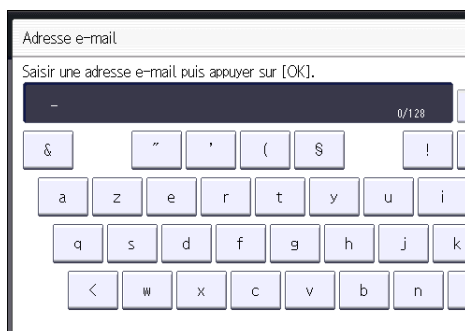 Adresse e-mail
Saisir une adresse e-mail puis appuyer sur [OK].
_ 0/128
& ″ ' ( § !
a z e r t y u i
q s d f g h j k
< w x c v b n